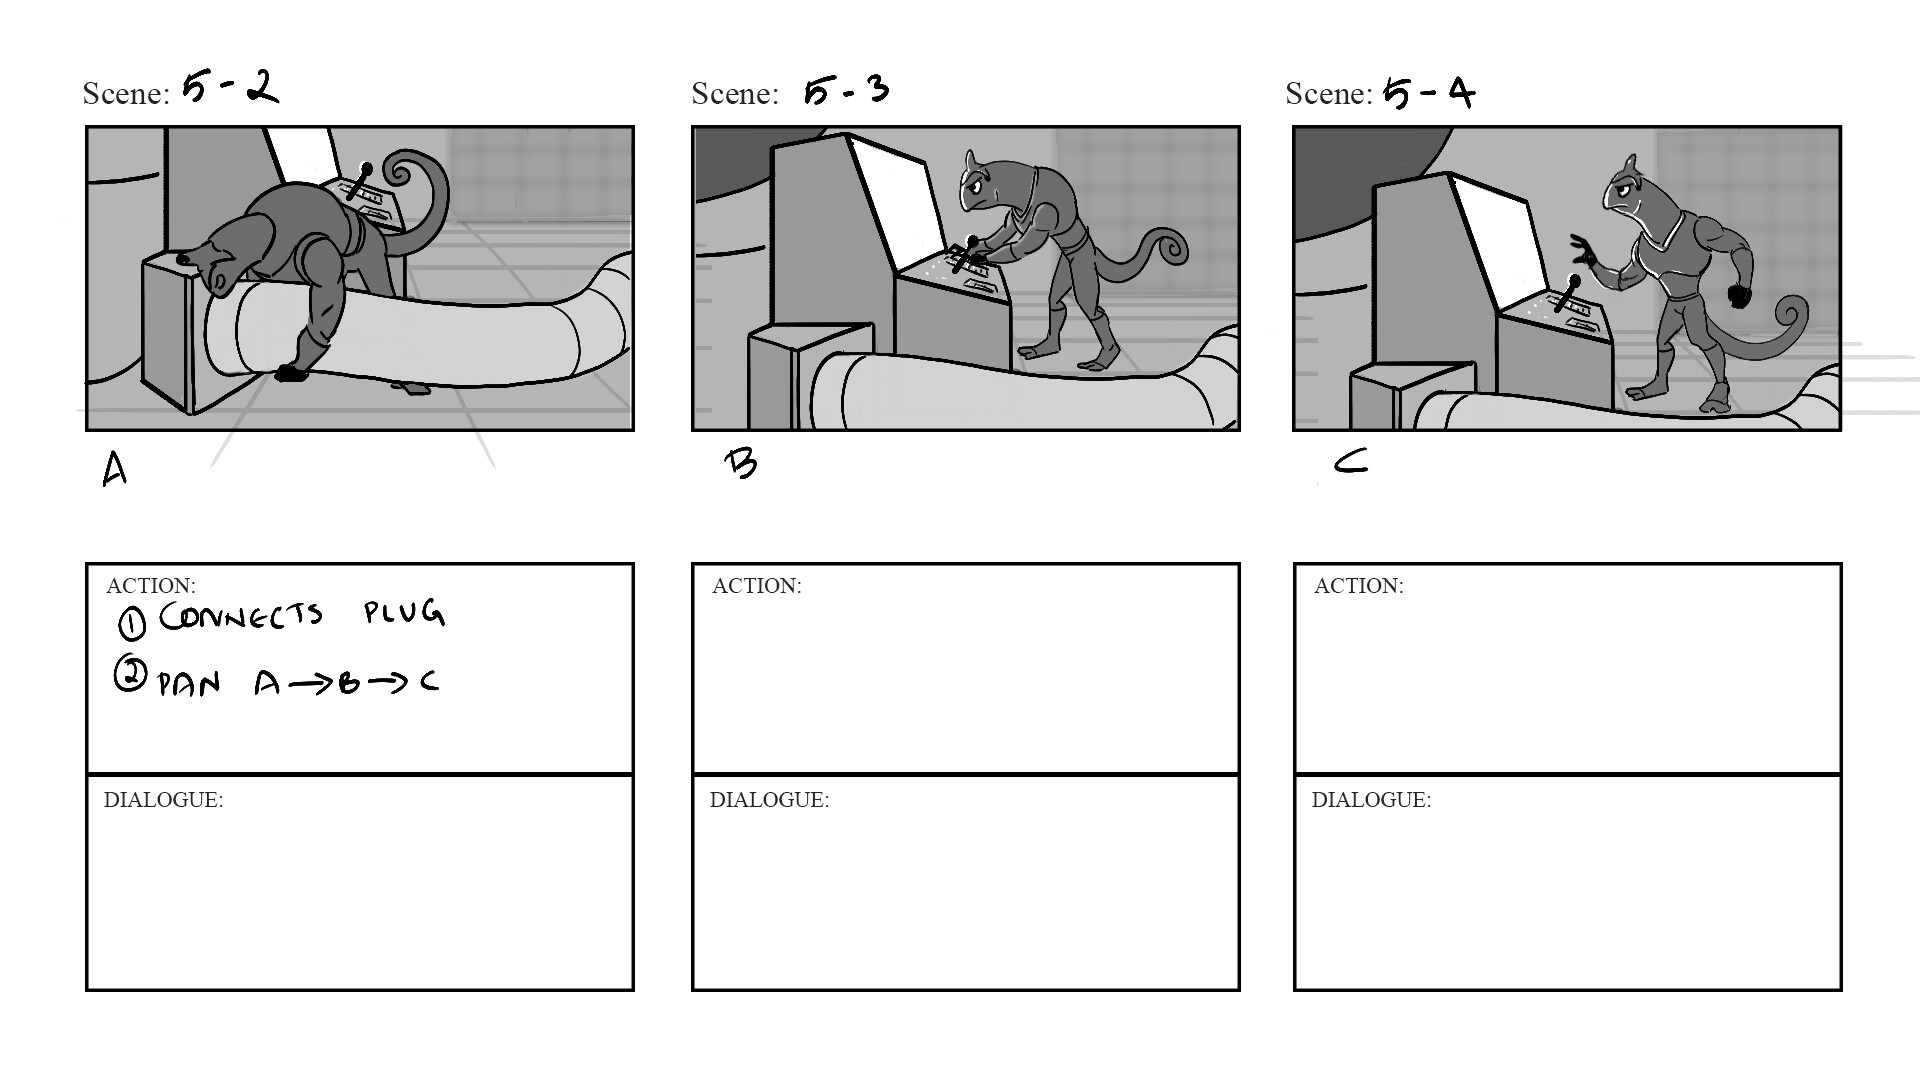 Scene: 5-2
Scene: 5-3
Scene: 5-4
A
B
C
ACTION:
① CONNECTS PLUG
② PAN A→B→C
DIALOGUE:
ACTION:
DIALOGUE:
ACTION:
DIALOGUE: